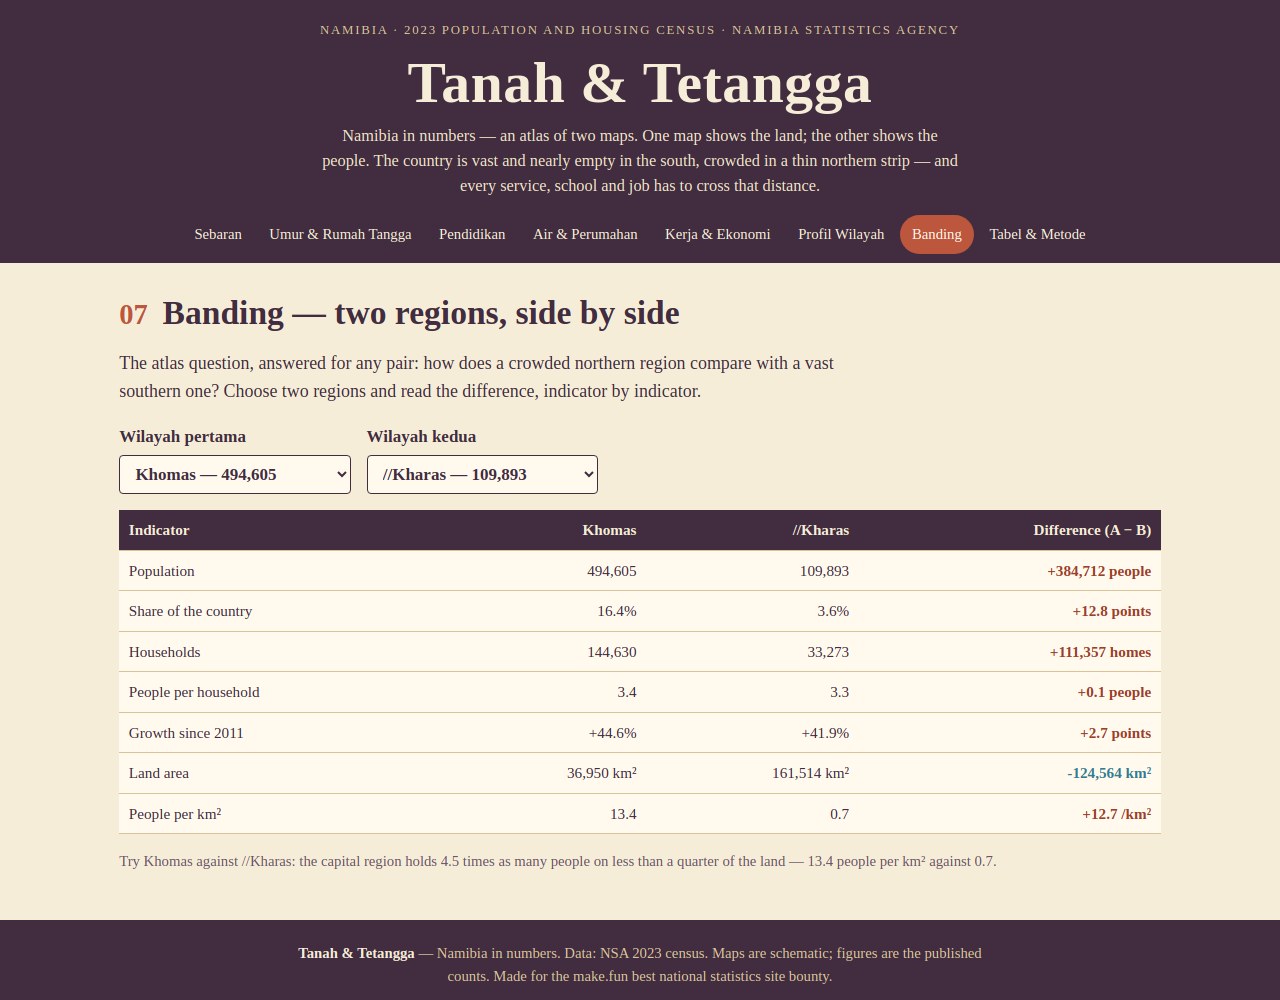 NAMIBIA · 2023 POPULATION AND HOUSING CENSUS · NAMIBIA STATISTICS AGENCY
Tanah & Tetangga
Namibia in numbers — an atlas of two maps. One map shows the land; the other shows the
people. The country is vast and nearly empty in the south, crowded in a thin northern strip — and
every service, school and job has to cross that distance.
Sebaran Umur & Rumah Tangga Pendidikan Air & Perumahan Kerja & Ekonomi Profil Wilayah Banding Tabel & Metode
07 Banding — two regions, side by side
The atlas question, answered for any pair: how does a crowded northern region compare with a vast
southern one? Choose two regions and read the difference, indicator by indicator.
Wilayah pertama Wilayah kedua
Khomas — 494,605 //Kharas — 109,893
Indicator Khomas //Kharas Difference (A − B)
Population 494,605 109,893 +384,712 people
Share of the country 16.4% 3.6% +12.8 points
Households 144,630 33,273 +111,357 homes
People per household 3.4 3.3 +0.1 people
Growth since 2011 +44.6% +41.9% +2.7 points
Land area 36,950 km² 161,514 km² -124,564 km²
People per km² 13.4 0.7 +12.7 /km²
Try Khomas against //Kharas: the capital region holds 4.5 times as many people on less than a quarter of the land — 13.4 people per km² against 0.7.
Tanah & Tetangga — Namibia in numbers. Data: NSA 2023 census. Maps are schematic; figures are the published
counts. Made for the make.fun best national statistics site bounty.